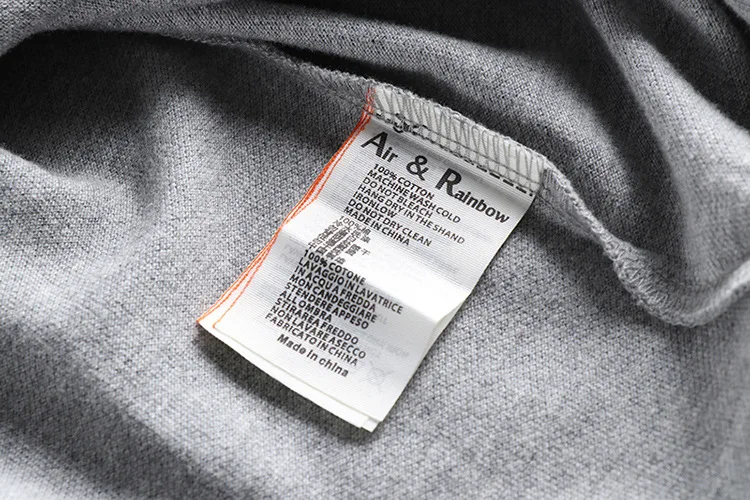 Air & Rainbow
100% COTTON
MACHINE WASH COLD
DO NOT BLEACH
HANG DRY IN THE SHAND
IRONLOW
DO NOT DRY CLEAN
MADE IN CHINA
100% COTONE
LAVAGGIO IN LAVATRICE
IN ACQUA FREDDA
MONCANDEGGIARE
STENDERE APPESO
ALL OMBRA
STIRARE A FREDDO
NON LAVARE A SECCO
FABRICATO IN CHINA
Made in china